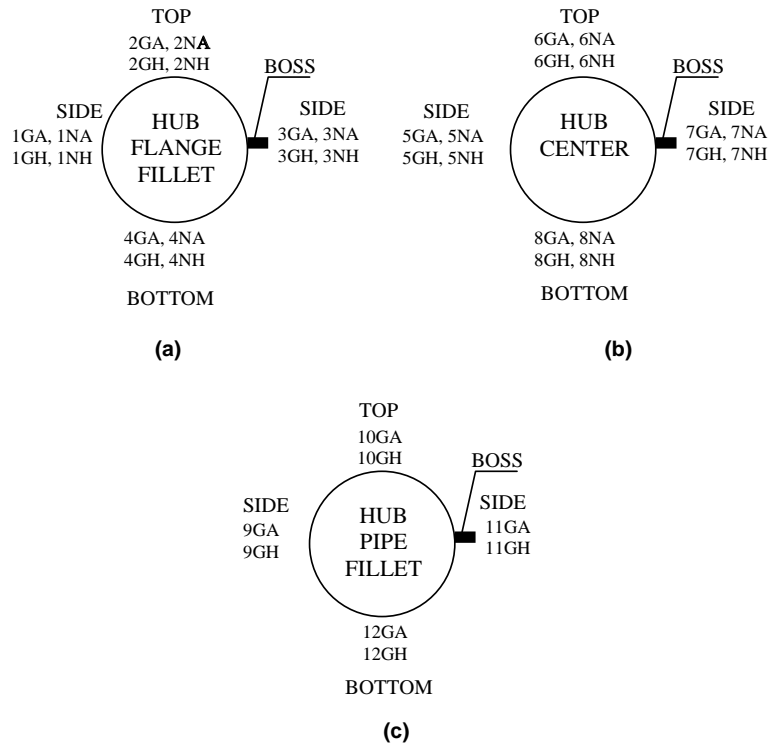 TOP
2GA, 2NA
2GH, 2NH
BOSS
SIDE
1GA, 1NA
1GH, 1NH
HUB
FLANGE
FILLET
SIDE
3GA, 3NA
3GH, 3NH
4GA, 4NA
4GH, 4NH
BOTTOM
(a)
TOP
6GA, 6NA
6GH, 6NH
BOSS
SIDE
5GA, 5NA
5GH, 5NH
HUB
CENTER
SIDE
7GA, 7NA
7GH, 7NH
8GA, 8NA
8GH, 8NH
BOTTOM
(b)
TOP
10GA
10GH
BOSS
SIDE
9GA
9GH
HUB
PIPE
FILLET
SIDE
11GA
11GH
12GA
12GH
BOTTOM
(c)